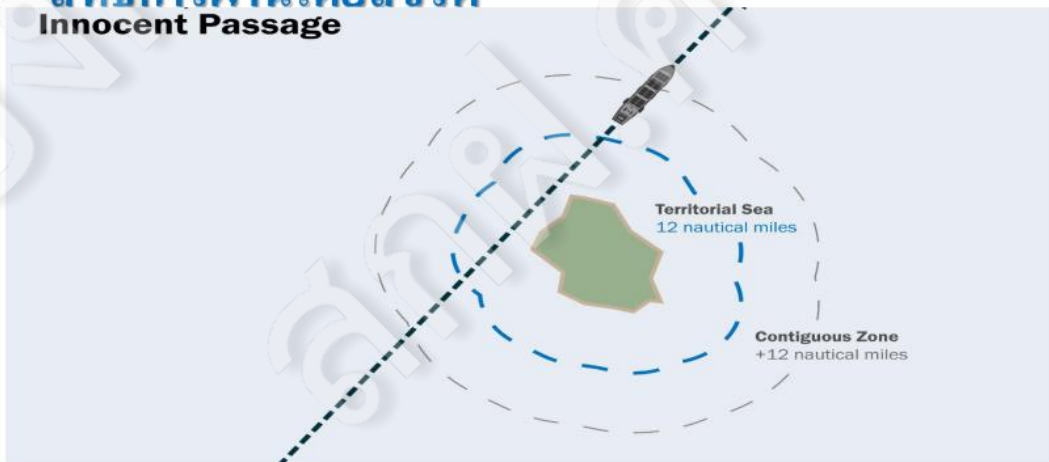 Innocent Passage
Territorial Sea
12 nautical miles
Contiguous Zone
+12 nautical miles